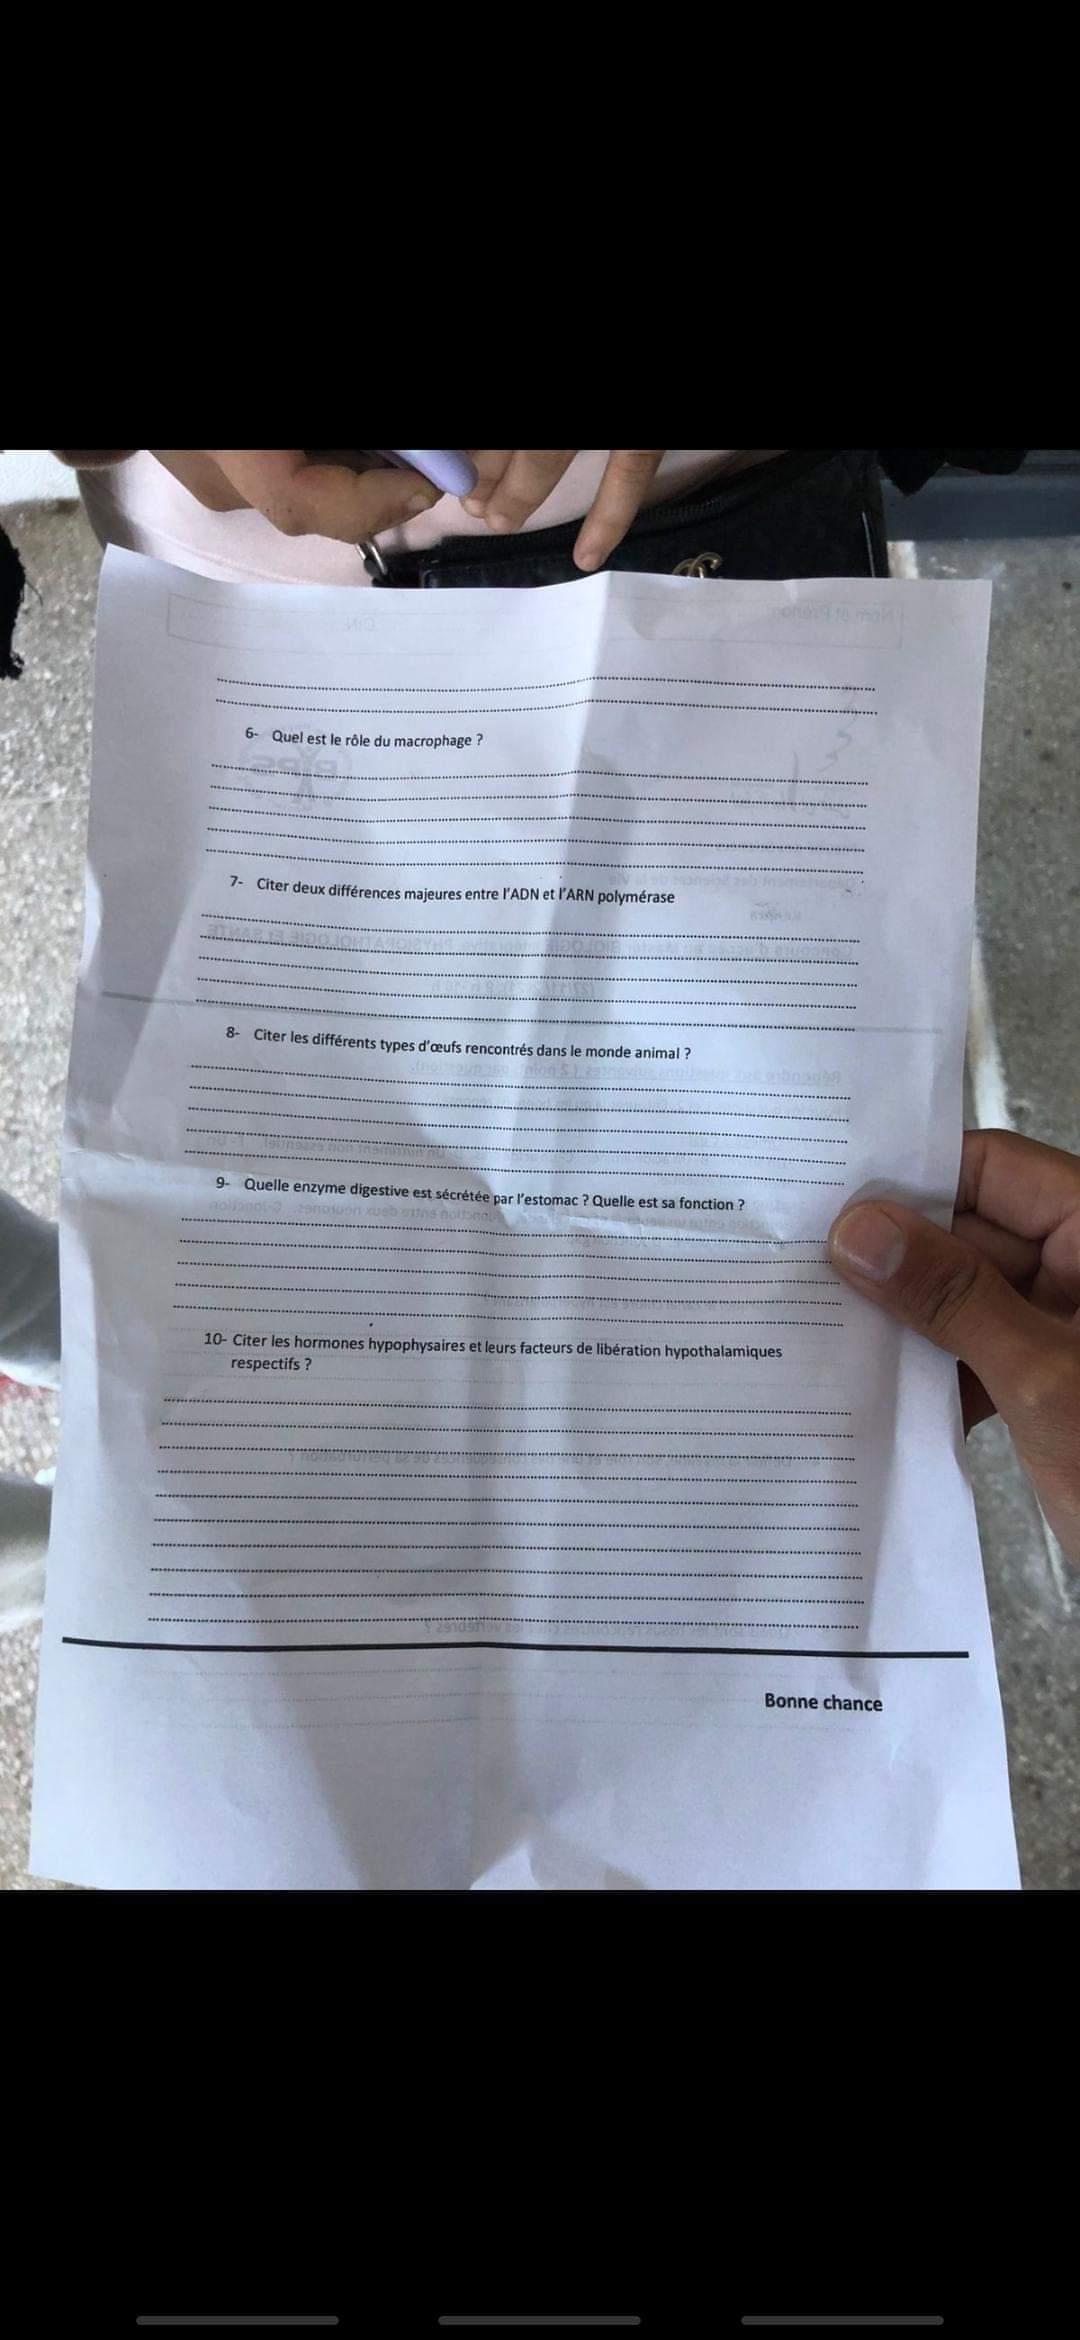 6- Quel est le rôle du macrophage ?
7- Citer deux différences majeures entre l'ADN et l'ARN polymérase
8- Citer les différents types d'œufs rencontrés dans le monde animal ?
9- Quelle enzyme digestive est sécrétée par l'estomac ? Quelle est sa fonction ?
10- Citer les hormones hypophysaires et leurs facteurs de libération hypothalamiques
respectifs ?
Bonne chance